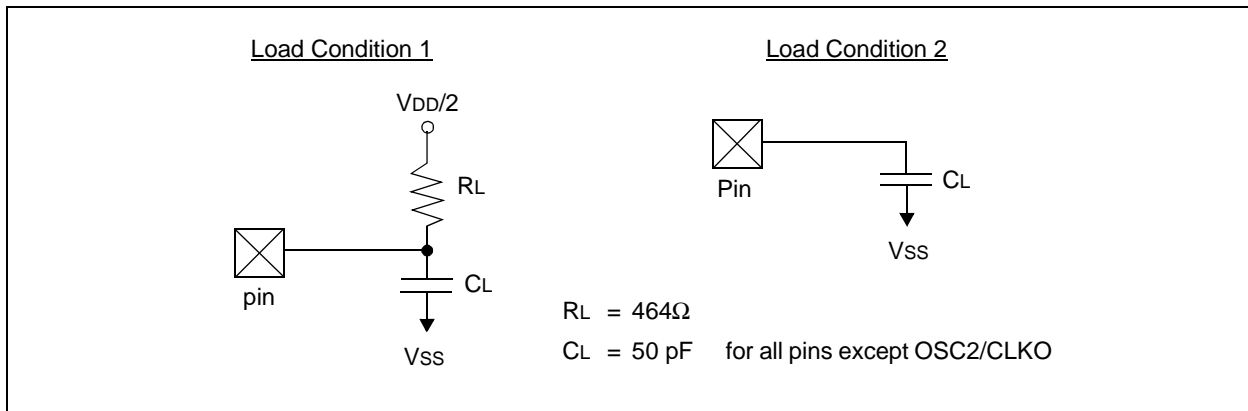 Load Condition 1
VDD/2
RL
pin
CL
VSS
Load Condition 2
Pin
CL
VSS
RL = 464Ω
CL = 50 pF for all pins except OSC2/CLKO